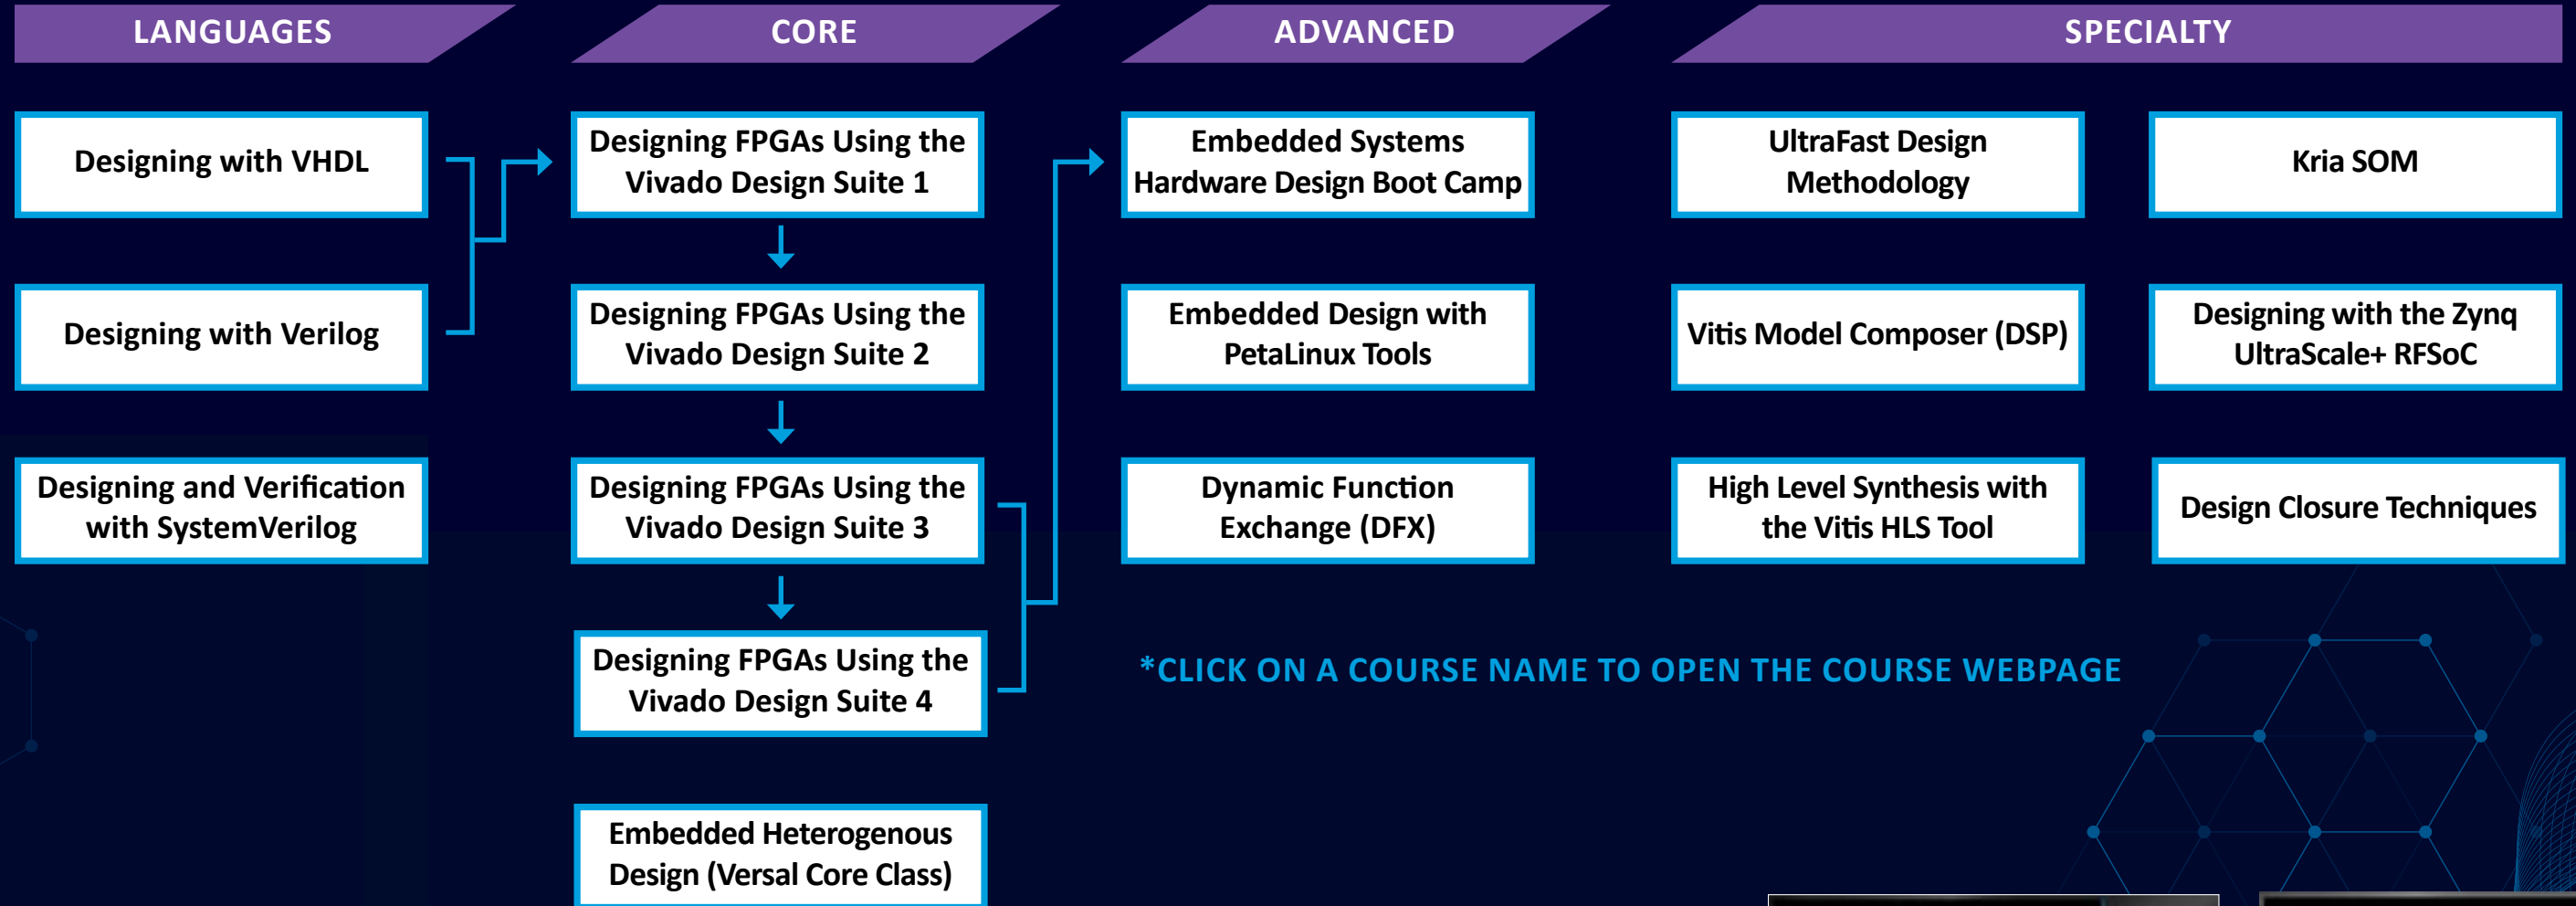 LANGUAGES
CORE
ADVANCED
SPECIALTY
Designing with VHDL
Designing with Verilog
Designing and Verification
with SystemVerilog
Designing FPGAs Using the
Vivado Design Suite 1
Designing FPGAs Using the
Vivado Design Suite 2
Designing FPGAs Using the
Vivado Design Suite 3
Designing FPGAs Using the
Vivado Design Suite 4
Embedded Heterogenous
Design (Versal Core Class)
Embedded Systems
Hardware Design Boot Camp
Embedded Design with
PetaLinux Tools
Dynamic Function
Exchange (DFX)
UltraFast Design
Methodology
Vitis Model Composer (DSP)
High Level Synthesis with
the Vitis HLS Tool
Kria SOM
Designing with the Zynq
UltraScale+ RFSoC
Design Closure Techniques
*CLICK ON A COURSE NAME TO OPEN THE COURSE WEBPAGE